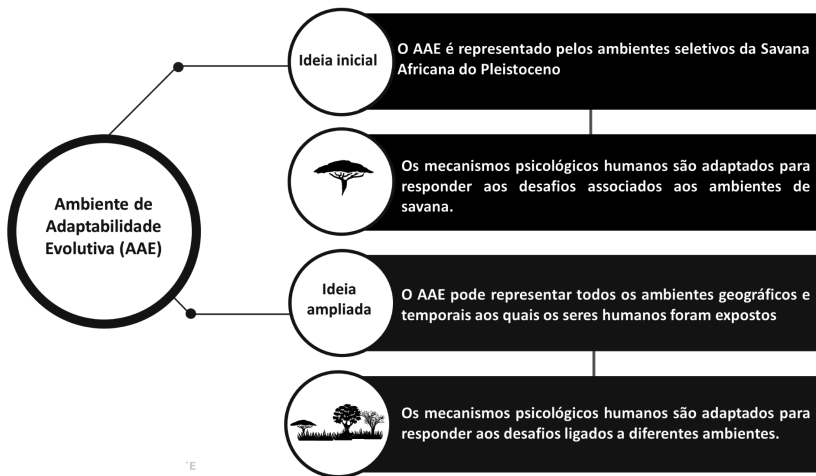 Ideia inicial
O AAE é representado pelos ambientes seletivos da Savana
Africana do Pleistoceno
Os mecanismos psicológicos humanos são adaptados para
responder aos desafios associados aos ambientes de
savana.
Ambiente de
Adaptabilidade
Evolutiva (AAE)
Ideia
ampliada
O AAE pode representar todos os ambientes geográficos e
temporais aos quais os seres humanos foram expostos
Os mecanismos psicológicos humanos são adaptados para
responder aos desafios ligados a diferentes ambientes.